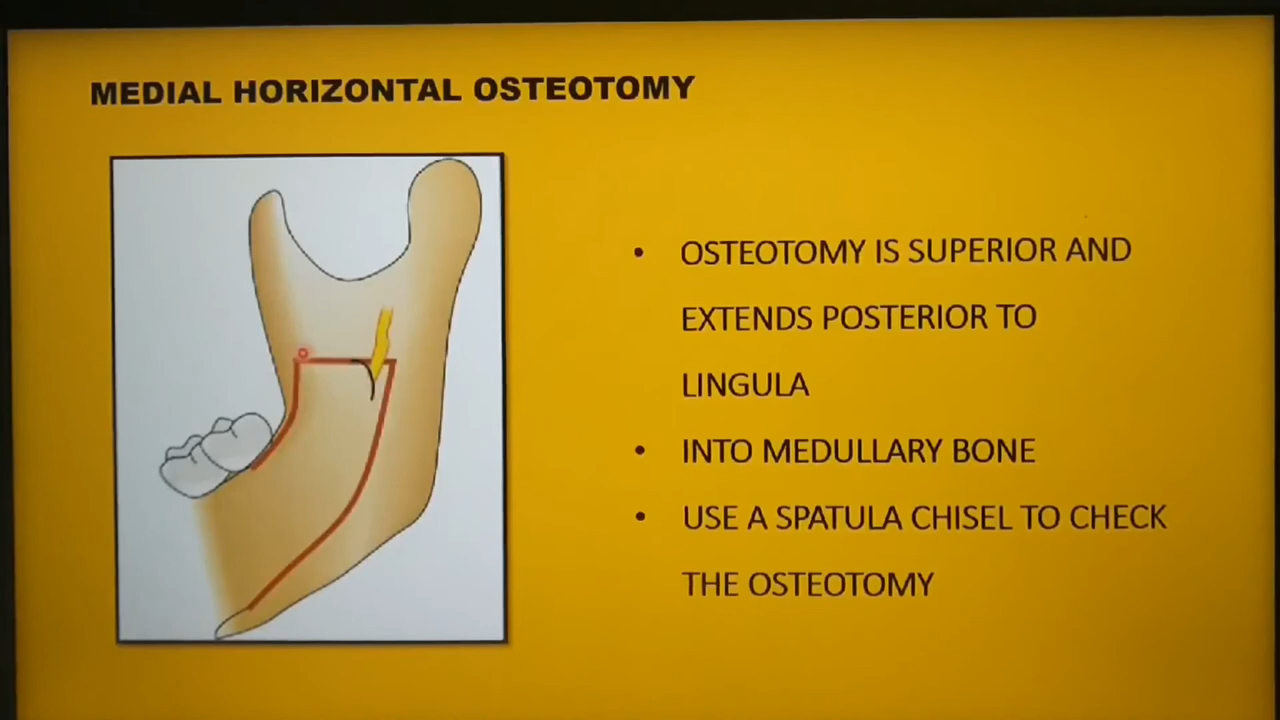 MEDIAL HORIZONTAL OSTEOTOMY
• OSTEOTOMY IS SUPERIOR AND
EXTENDS POSTERIOR TO
LINGULA
• INTO MEDULLARY BONE
• USE A SPATULA CHISEL TO CHECK
THE OSTEOTOMY